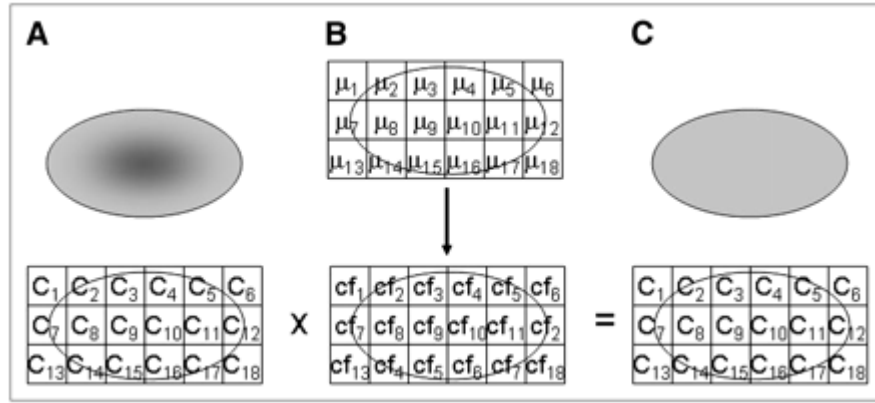 A B C
μ1 μ2 μ3 μ4 μ5 μ6
μ7 μ8 μ9 μ10 μ11 μ12
μ13 μ14 μ15 μ16 μ17 μ18
C1 C2 C3 C4 C5 C6
C7 C8 C9 C10 C11 C12
C13 C14 C15 C16 C17 C18
x
cf1 cf2 cf3 cf4 cf5 cf6
cf7 cf8 cf9 cf10 cf11 cf2
cf13 cf4 cf5 cf6 cf7 cf18
=
C1 C2 C3 C4 C5 C6
C7 C8 C9 C10 C11 C12
C13 C14 C15 C16 C17 C18